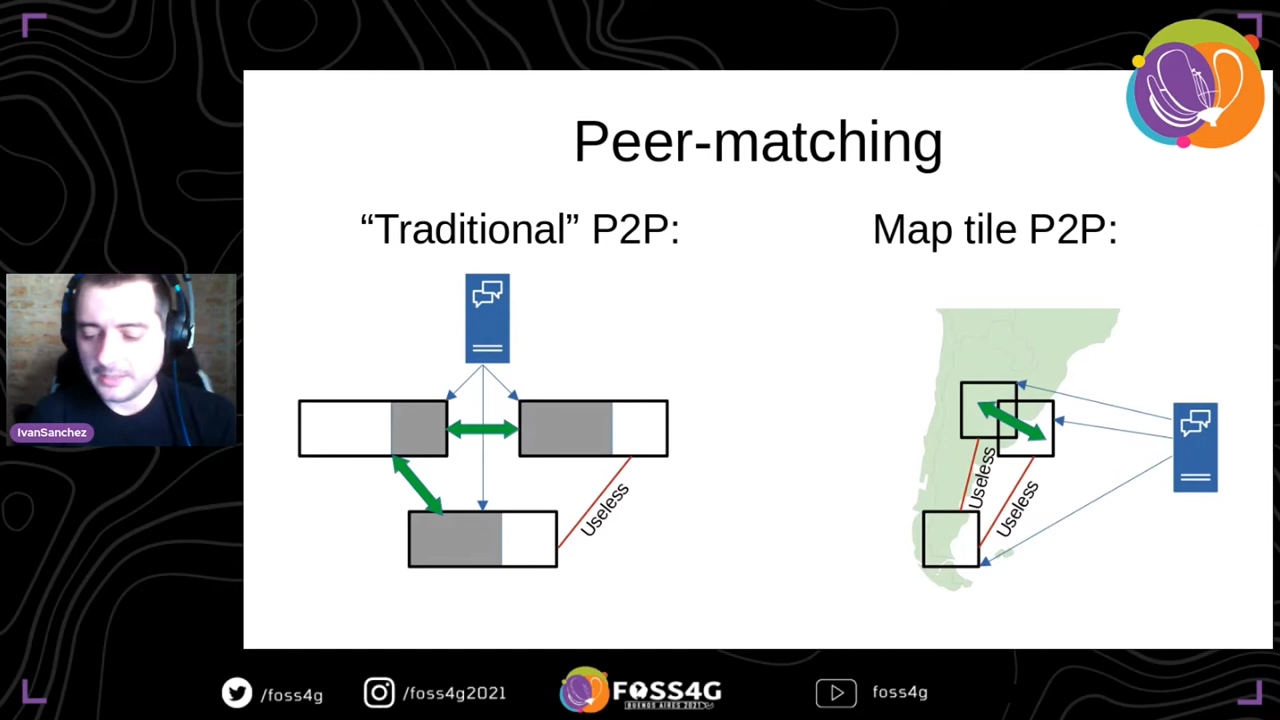 Peer-matching
“Traditional” P2P:
Map tile P2P:
Useless
Useless
Useless
IvanSanchez
/foss4g
/foss4g2021
FOSS4G
BUENOS AIRES 2021
foss4g